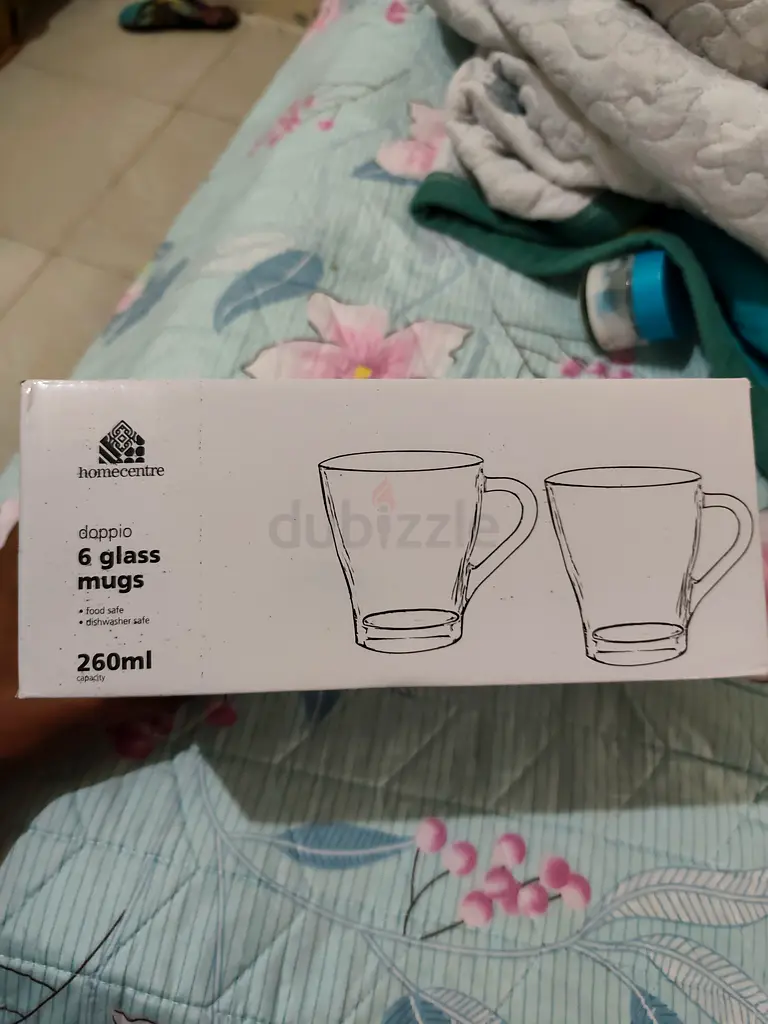 homecentre
doppio
6 glass
mugs
• food safe
• dishwasher safe
260ml
capacity
dubizzle